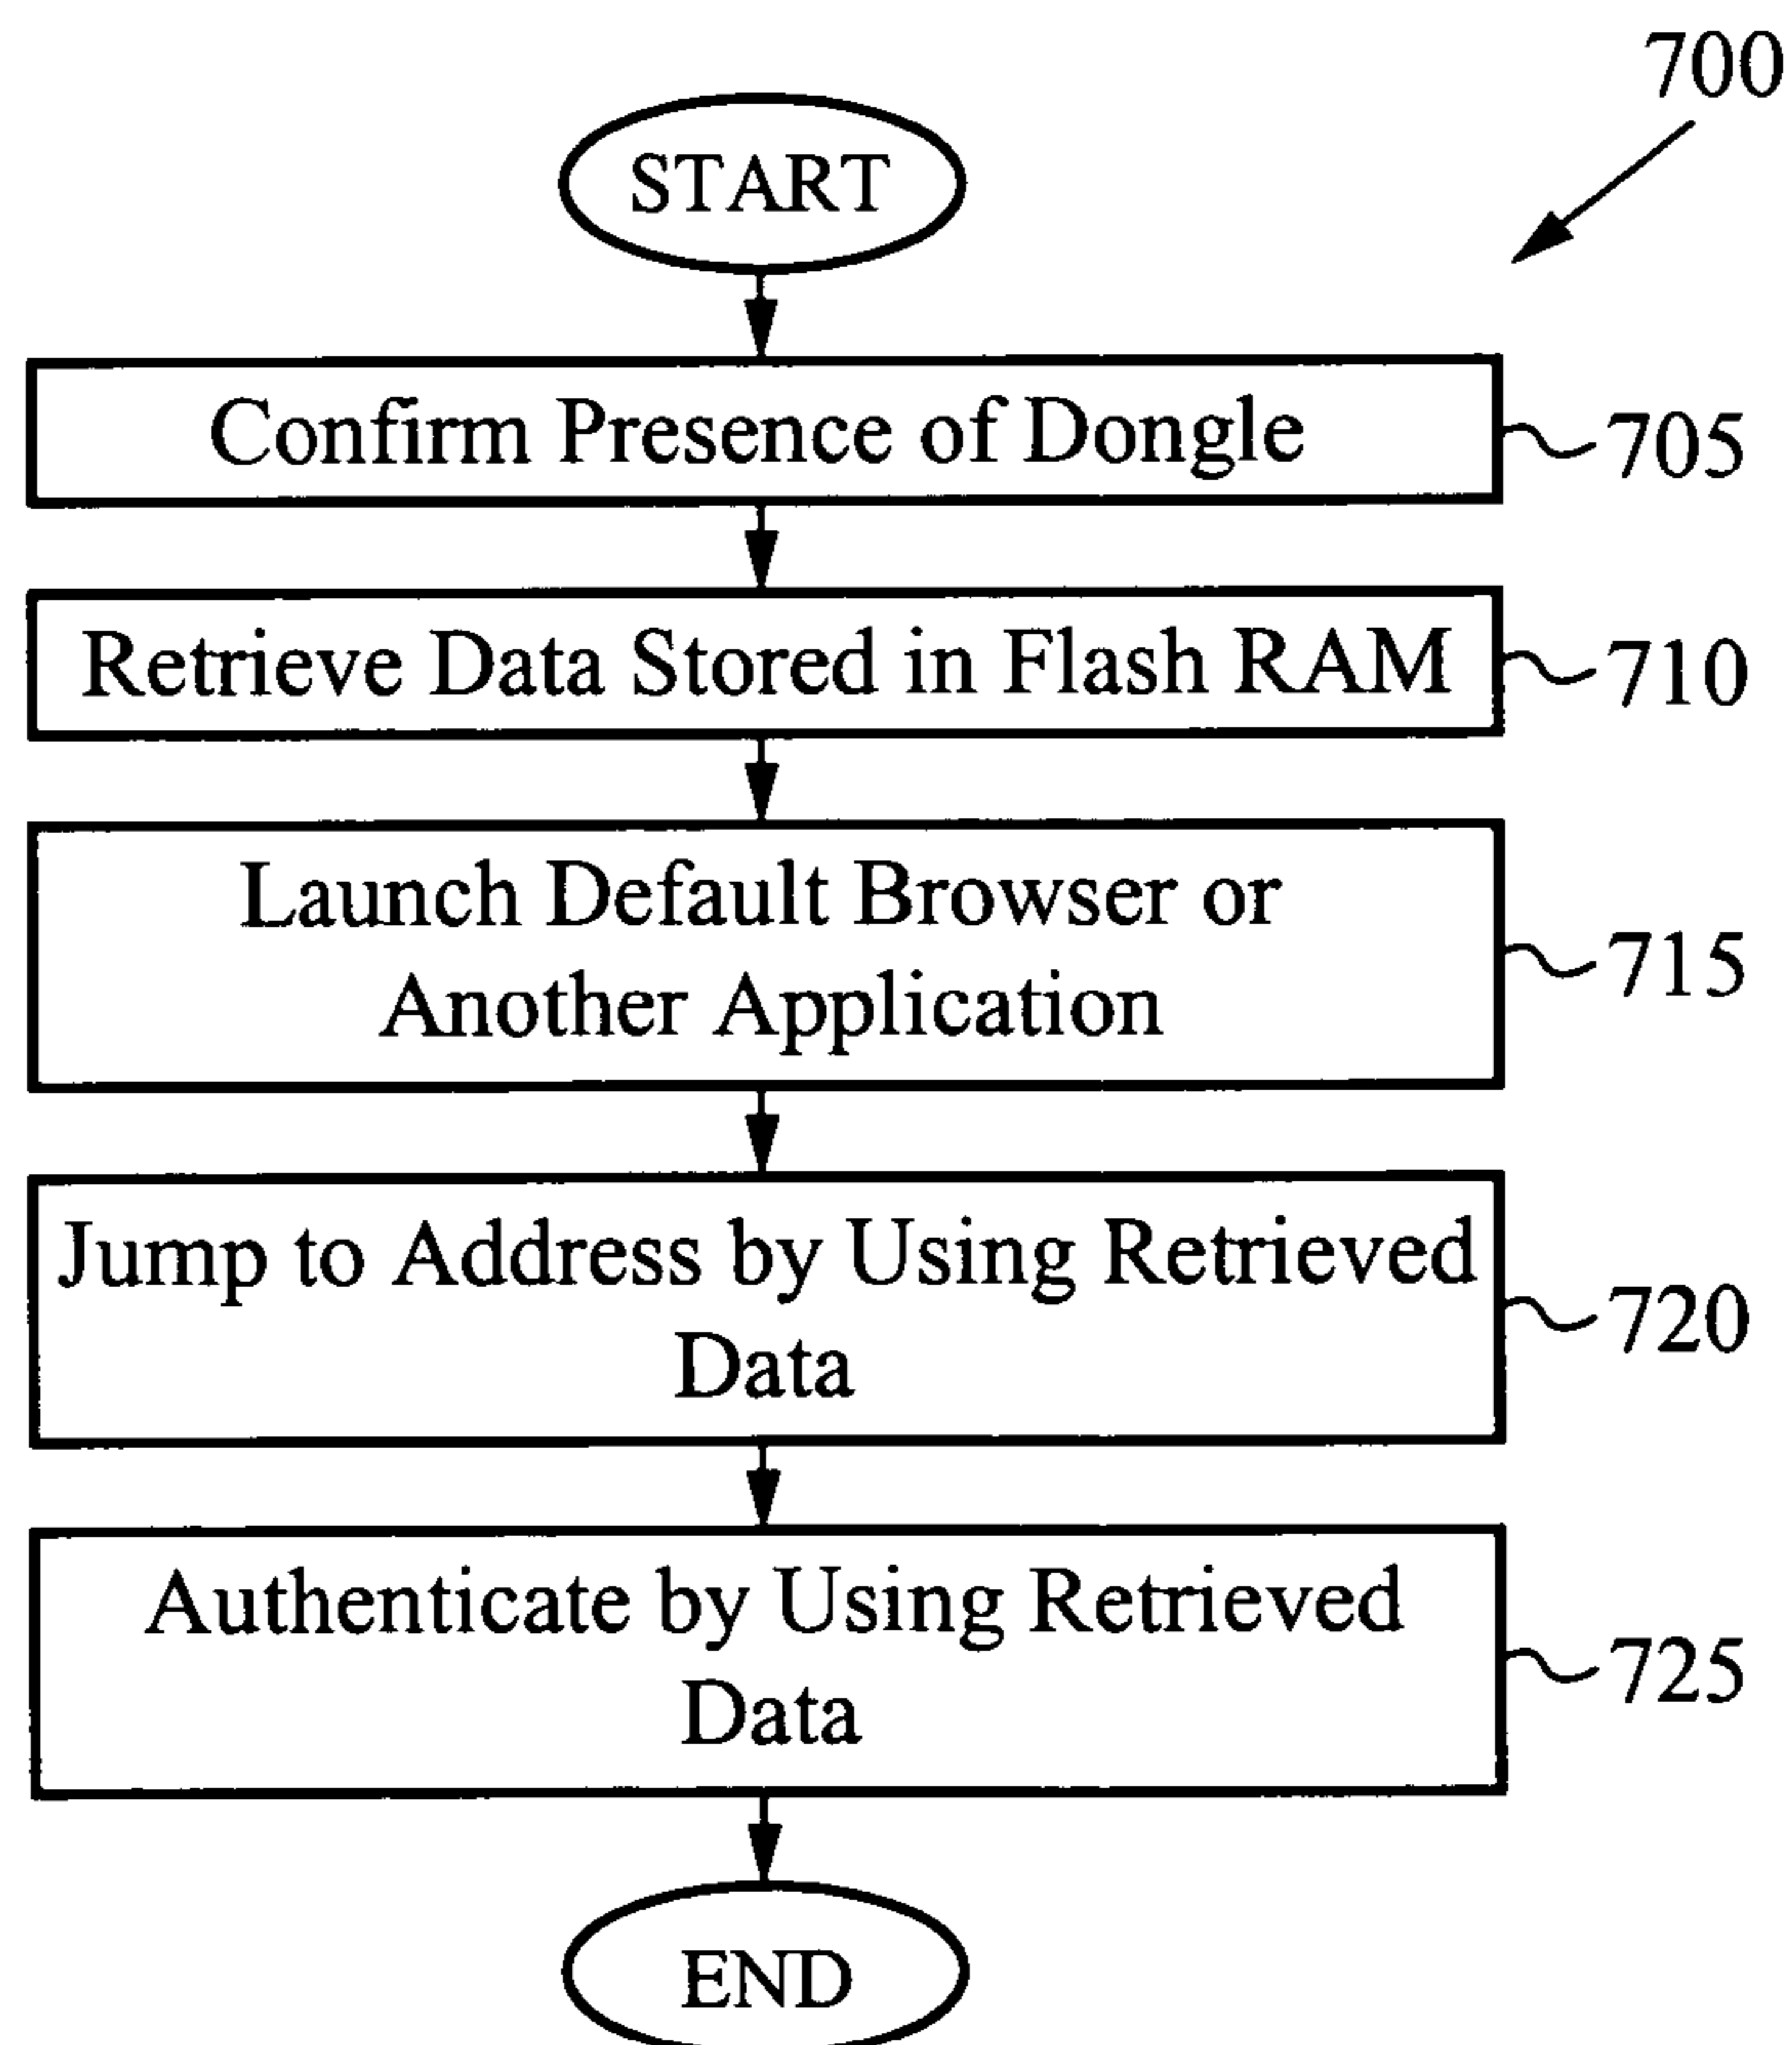 700
START
Confirm Presence of Dongle
705
Retrieve Data Stored in Flash RAM
710
Launch Default Browser or
Another Application
715
Jump to Address by Using Retrieved
Data
720
Authenticate by Using Retrieved
Data
725
END